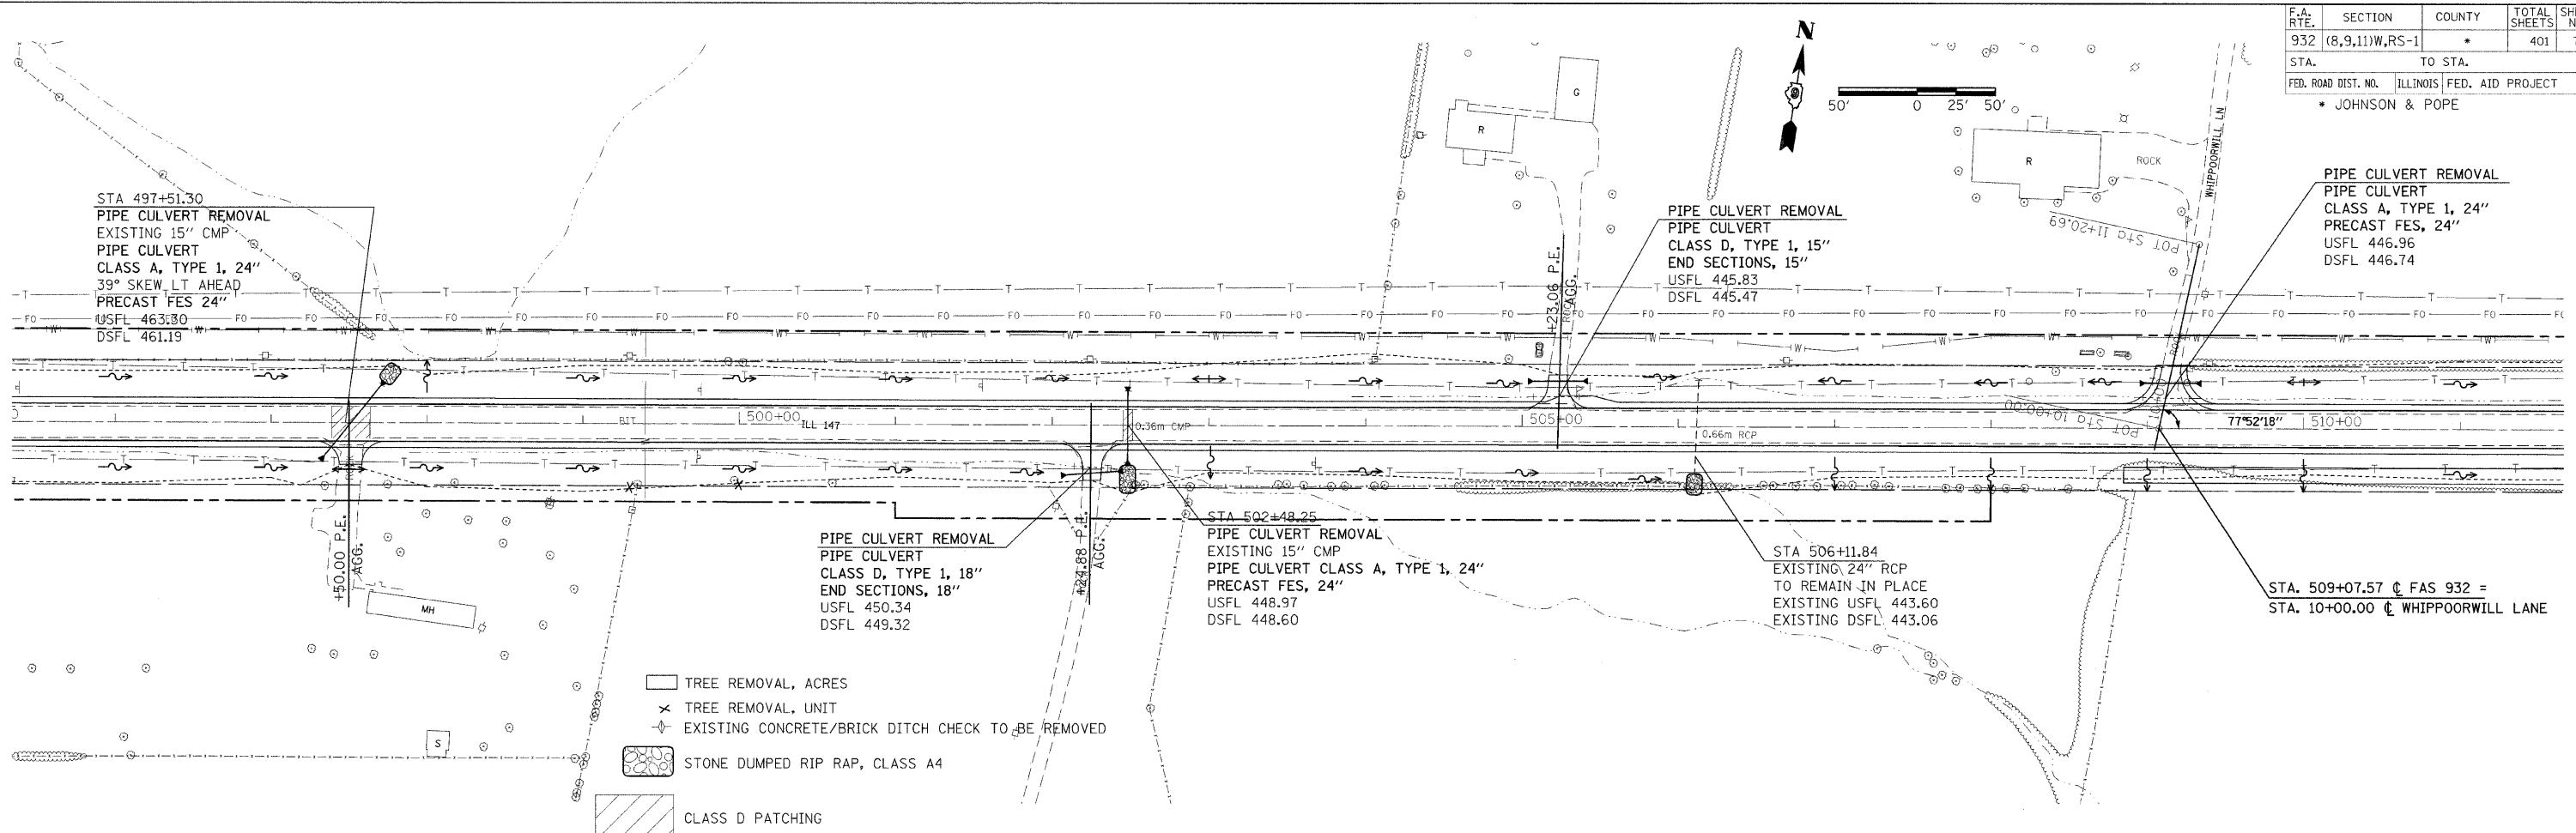 F.A. RTE. SECTION COUNTY TOTAL SHEETS
932 (8,9,11)W,RS-1 * 401
STA. TO STA.
FED. ROAD DIST. NO. ILLINOIS FED. AID PROJECT
* JOHNSON & POPE
N
50' 0 25' 50'
STA 497+51.30
PIPE CULVERT REMOVAL
EXISTING 15" CMP
PIPE CULVERT
CLASS A, TYPE 1, 24"
39° SKEW LT AHEAD
PRECAST FES 24"
USFL 463.30
DSFL 461.19
G
R
+23.06 P.E.
AGG.
PIPE CULVERT REMOVAL
PIPE CULVERT
CLASS D, TYPE 1, 15"
END SECTIONS, 15"
USFL 445.83
DSFL 445.47
R
ROCK
WHIPPOORWILL LN
POT Sta 11+20.69
PIPE CULVERT REMOVAL
PIPE CULVERT
CLASS A, TYPE 1, 24"
PRECAST FES, 24"
USFL 446.96
DSFL 446.74
BIT
500+00
ILL 147
0.36m CMP
505+00
0.66m RCP
POT Sta 10+00.00
77°52'18"
510+00
+50.00 P.E.
AGG.
MH
S
PIPE CULVERT REMOVAL
PIPE CULVERT
CLASS D, TYPE 1, 18"
END SECTIONS, 18"
USFL 450.34
DSFL 449.32
+24.88 P.E.
AGG.
STA 502+48.25
PIPE CULVERT REMOVAL
EXISTING 15" CMP
PIPE CULVERT CLASS A, TYPE 1, 24"
PRECAST FES, 24"
USFL 448.97
DSFL 448.60
STA 506+11.84
EXISTING 24" RCP
TO REMAIN IN PLACE
EXISTING USFL 443.60
EXISTING DSFL 443.06
STA. 509+07.57 ℄ FAS 932 =
STA. 10+00.00 ℄ WHIPPOORWILL LANE
TREE REMOVAL, ACRES
TREE REMOVAL, UNIT
EXISTING CONCRETE/BRICK DITCH CHECK TO BE REMOVED
STONE DUMPED RIP RAP, CLASS A4
CLASS D PATCHING